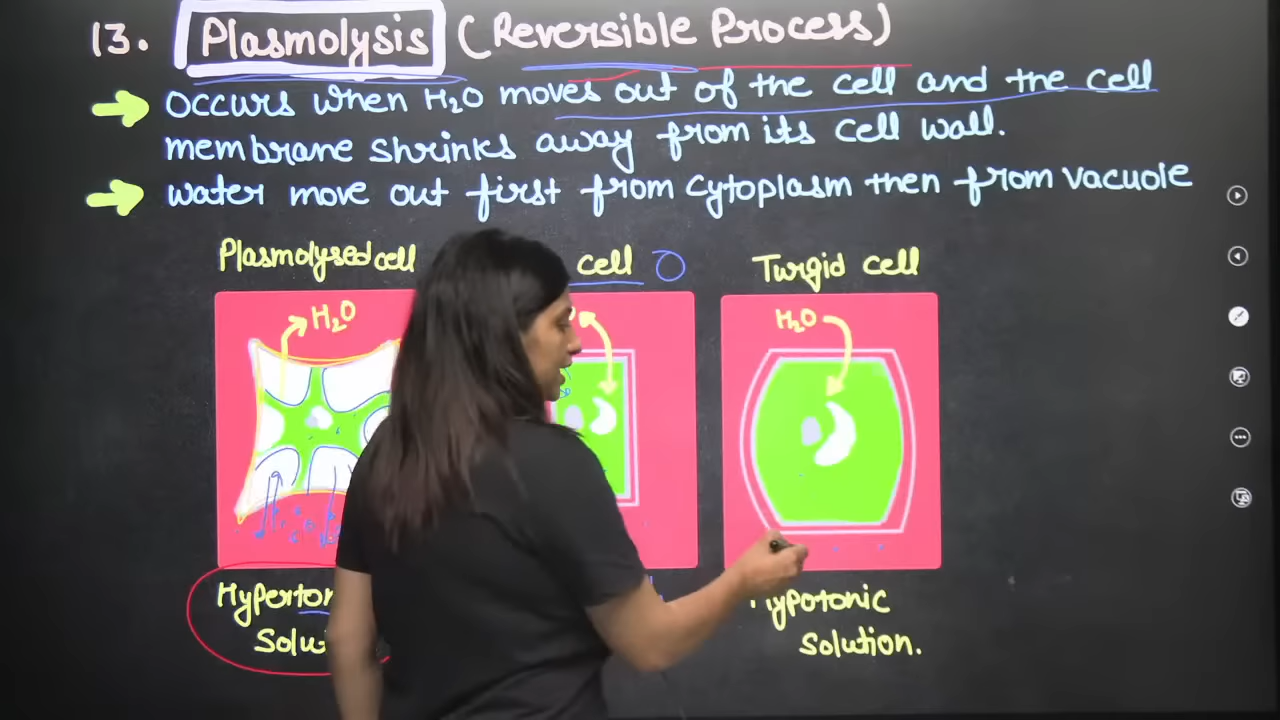 13. Plasmolysis (Reversible Process)
Occurs when H₂O moves out of the cell and the cell
membrane shrinks away from its cell wall.
water move out first from cytoplasm then from vacuole
Plasmolysed cell
cell
Turgid cell
H₂O
H₂O
Solution.